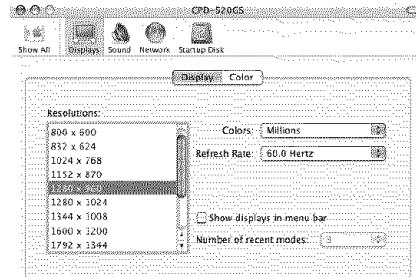 CPD-520GS
Show All Displays Sound Network Startup Disk
Display Color
Resolutions:
800 x 600
832 x 624
1024 x 768
1152 x 870
1280 x 960
1280 x 1024
1344 x 1008
1600 x 1200
1792 x 1344
Colors: Millions
Refresh Rate: 60.0 Hertz
Show displays in menu bar
Number of recent modes: 3